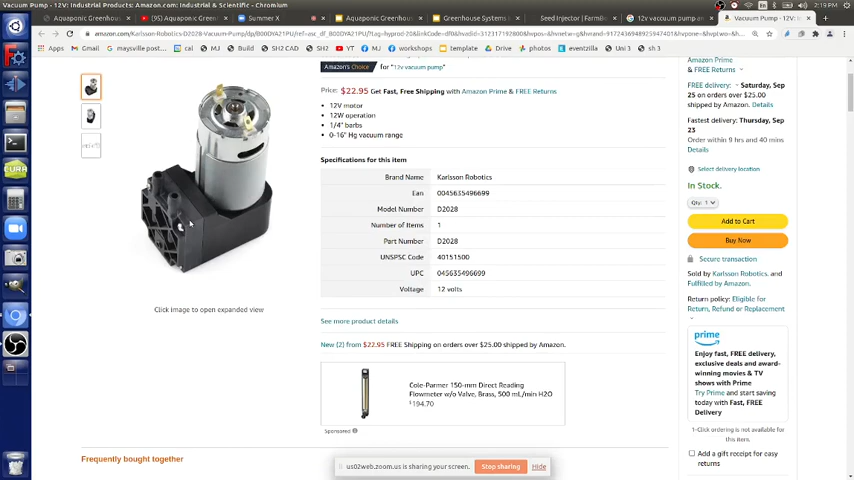 Vacuum Pump - 12V: Industrial Products: Amazon.com: Industrial & Scientific - Chromium
2:19 PM
Aquaponic Greenhous
(95) Aquaponic Greenho
Summer X
Aquaponic Greenhous
Greenhouse Systems
Seed Injector | Farmlin
12v vaccuum pump
Vacuum Pump - 12V: In
Apps
Gmail
maysville post...
cal
MJ
Build
SH2 CAD
SH2
YT
MJ
workshops
template
Drive
FB
eventzilla
Uni 3
sh 3
Amazon's Choice for "12v vacuum pump"
Price: $22.95 Get Fast, Free Shipping with Amazon Prime & FREE Returns
• 12V motor
• 12W operation
• 1/4" barbs
• 0-16" Hg vacuum range
Specifications for this item
Brand Name Karlsson Robotics
Ean 0045635496699
Model Number D2028
Number of Items 1
Part Number D2028
UNSPSC Code 40151500
UPC 045635496699
Voltage 12 volts
Click image to open expanded view
See more product details
New (2) from $22.95 FREE Shipping on orders over $25.00 shipped by Amazon.
Cole-Parmer 150-mm Direct Reading
Flowmeter w/o Valve, Brass, 500 mL/min H2O
$194.70
Sponsored
Frequently bought together
us02web.zoom.us is sharing your screen.
Stop sharing
Hide
Amazon Prime
& FREE Returns
FREE delivery: Saturday, Sep
25 on orders over $25.00
shipped by Amazon. Details
Fastest delivery: Thursday, Sep
23
Order within 9 hrs and 40 mins
Details
Select delivery location
In Stock.
Qty: 1
Add to Cart
Buy Now
Secure transaction
Sold by Karlsson Robotics. and
Fulfilled by Amazon.
Return policy: Eligible for
Return, Refund or Replacement
prime
Enjoy fast, FREE
delivery, exclusive
deals and award-
winning movies & TV
shows with Prime
Try Prime and start saving
today with Fast, FREE
Delivery
1-Click ordering is not available for
this item.
Add a gift receipt for easy
returns